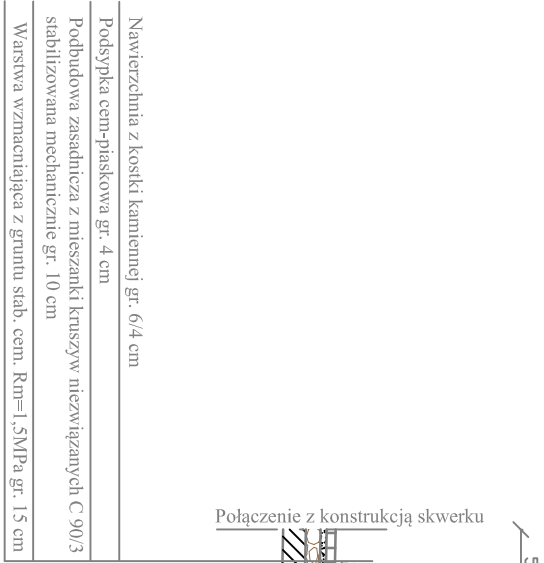 Nawierzchnia z kostki kamiennej gr. 6/4 cm
Podsypka cem-piaskowa gr. 4 cm
Podbudowa zasadnicza z mieszanki kruszyw niezwiązanych C 90/3
stabilizowana mechanicznie gr. 10 cm
Warstwa wzmacniająca z gruntu stab. cem. Rm=1,5MPa gr. 15 cm
Połączenie z konstrukcją skwerku